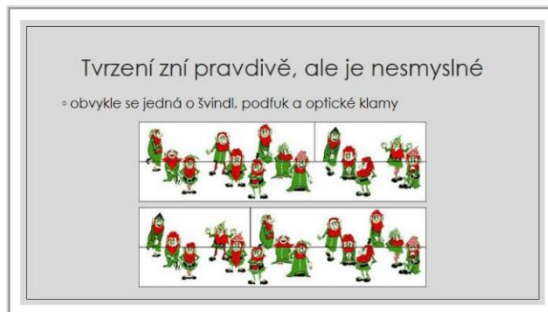 Tvrzení zní pravdivě, ale je nesmyslné
◦ obvykle se jedná o švindl, podfuk a optické klamy